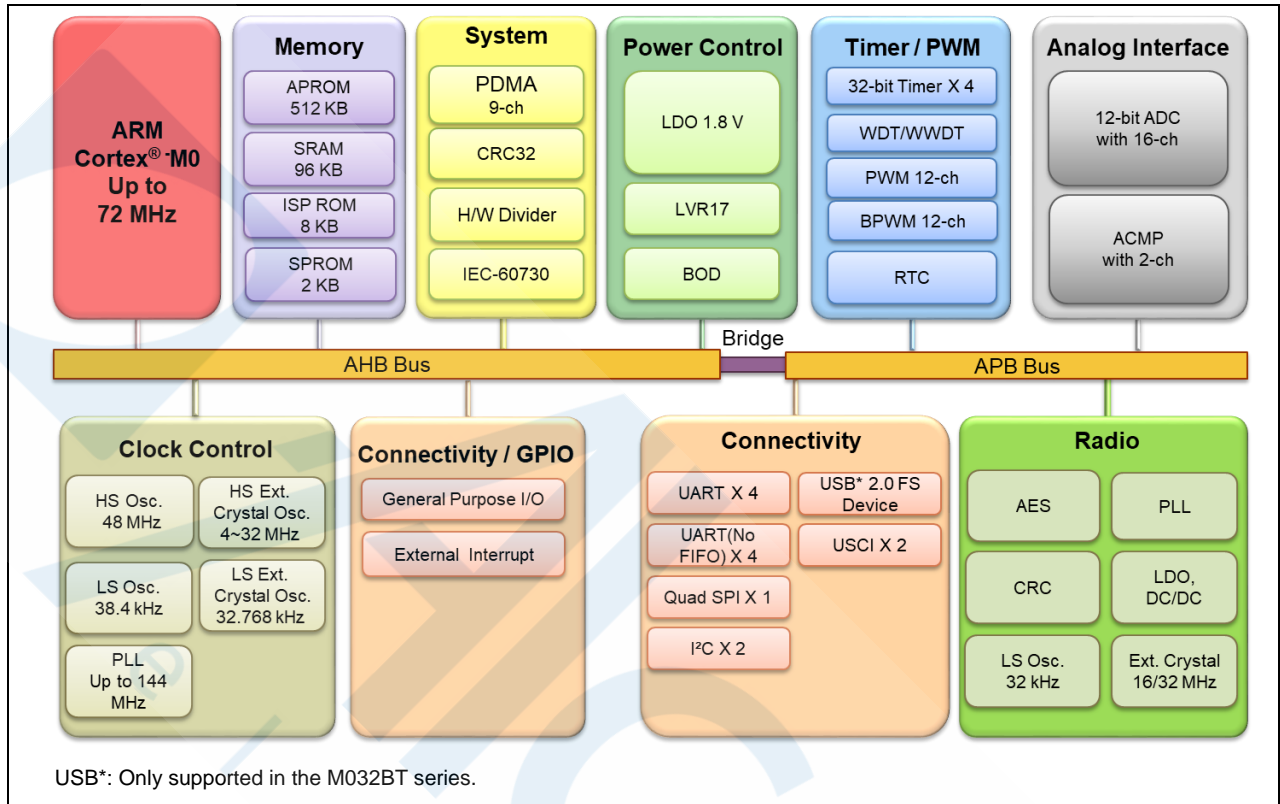 ARM
Cortex®-M0
Up to
72 MHz
Memory
APROM
512 KB
SRAM
96 KB
ISP ROM
8 KB
SPROM
2 KB
System
PDMA
9-ch
CRC32
H/W Divider
IEC-60730
Power Control
LDO 1.8 V
LVR17
BOD
Timer / PWM
32-bit Timer X 4
WDT/WWDT
PWM 12-ch
BPWM 12-ch
RTC
Analog Interface
12-bit ADC
with 16-ch
ACMP
with 2-ch
AHB Bus
Bridge
APB Bus
Clock Control
HS Osc.
48 MHz
HS Ext.
Crystal Osc.
4~32 MHz
LS Osc.
38.4 kHz
LS Ext.
Crystal Osc.
32.768 kHz
PLL
Up to 144
MHz
Connectivity / GPIO
General Purpose I/O
External Interrupt
Connectivity
UART X 4
USB* 2.0 FS
Device
UART(No
FIFO) X 4
USCI X 2
Quad SPI X 1
I²C X 2
Radio
AES
PLL
CRC
LDO,
DC/DC
LS Osc.
32 kHz
Ext. Crystal
16/32 MHz
USB*: Only supported in the M032BT series.